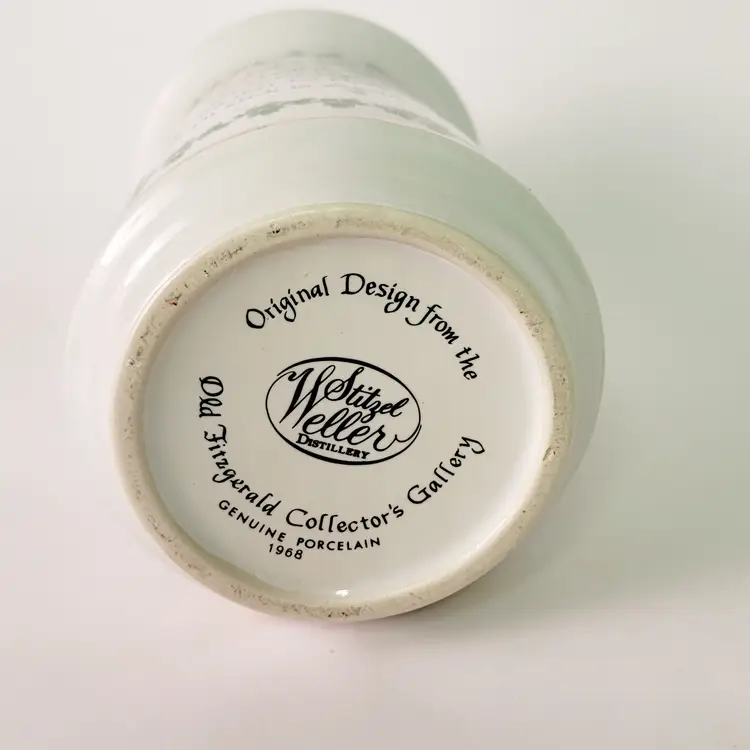 Original Design from the
Stitzel
Weller
DISTILLERY
Old Fitzgerald Collector's Gallery
GENUINE PORCELAIN
1968